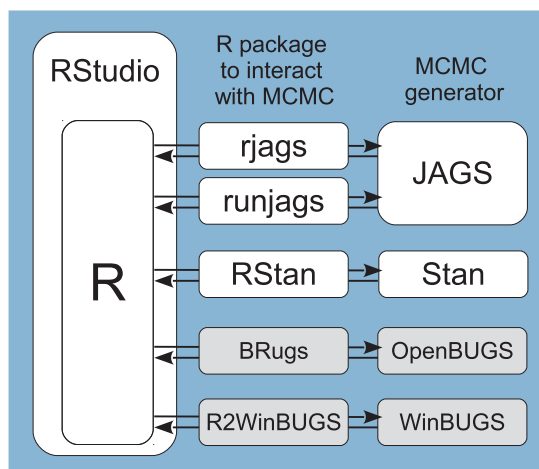 RStudio
R package
to interact
with MCMC
MCMC
generator
R
rjags
runjags
JAGS
RStan
Stan
BRugs
OpenBUGS
R2WinBUGS
WinBUGS